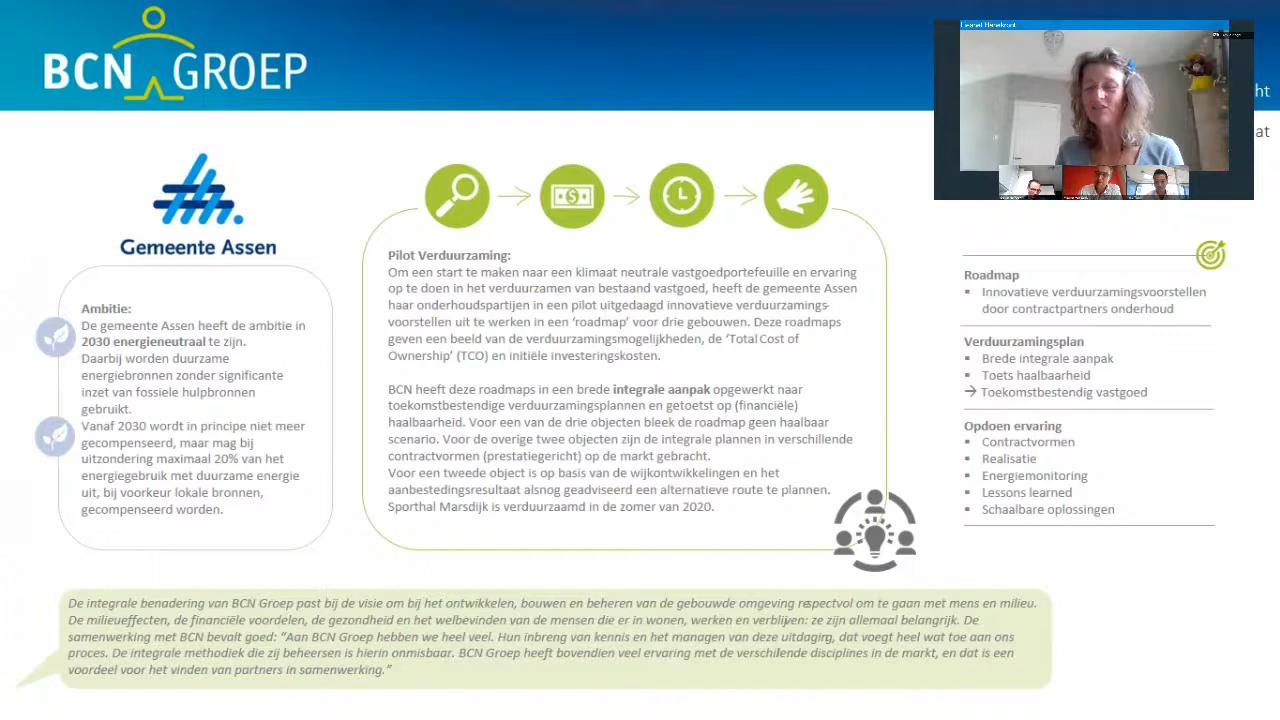 BCN GROEP
Liesbet Hanekroot
ht
at
Gemeente Assen
Ambitie:
De gemeente Assen heeft de ambitie in
2030 energieneutraal te zijn.
Daarbij worden duurzame
energiebronnen zonder significante
inzet van fossiele hulpbronnen
gebruikt.
Vanaf 2030 wordt in principe niet meer
gecompenseerd, maar mag bij
uitzondering maximaal 20% van het
energiegebruik met duurzame energie
uit, bij voorkeur lokale bronnen,
gecompenseerd worden.
Pilot Verduurzaming:
Om een start te maken naar een klimaat neutrale vastgoedportefeuille en ervaring
op te doen in het verduurzamen van bestaand vastgoed, heeft de gemeente Assen
haar onderhoudspartijen in een pilot uitgedaagd innovatieve verduurzamings-
voorstellen uit te werken in een ‘roadmap’ voor drie gebouwen. Deze roadmaps
geven een beeld van de verduurzamingsmogelijkheden, de ‘Total Cost of
Ownership’ (TCO) en initiële investeringskosten.
BCN heeft deze roadmaps in een brede integrale aanpak opgewerkt naar
toekomstbestendige verduurzamingsplannen en getoetst op (financiële)
haalbaarheid. Voor een van de drie objecten bleek de roadmap geen haalbaar
scenario. Voor de overige twee objecten zijn de integrale plannen in verschillende
contractvormen (prestatiegericht) op de markt gebracht.
Voor een tweede object is op basis van de wijkontwikkelingen en het
aanbestedingsresultaat alsnog geadviseerd een alternatieve route te plannen.
Sporthal Marsdijk is verduurzaamd in de zomer van 2020.
Roadmap
▪ Innovatieve verduurzamingsvoorstellen
door contractpartners onderhoud
Verduurzamingsplan
▪ Brede integrale aanpak
▪ Toets haalbaarheid
→ Toekomstbestendig vastgoed
Opdoen ervaring
▪ Contractvormen
▪ Realisatie
▪ Energiemonitoring
▪ Lessons learned
▪ Schaalbare oplossingen
De integrale benadering van BCN Groep past bij de visie om bij het ontwikkelen, bouwen en beheren van de gebouwde omgeving respectvol om te gaan met mens en milieu.
De milieueffecten, de financiële voordelen, de gezondheid en het welbevinden van de mensen die er in wonen, werken en verblijven: ze zijn allemaal belangrijk. De
samenwerking met BCN bevalt goed: “Aan BCN Groep hebben we heel veel. Hun inbreng van kennis en het managen van deze uitdaging, dat voegt heel wat toe aan ons
proces. De integrale methodiek die zij beheersen is hierin onmisbaar. BCN Groep heeft bovendien veel ervaring met de verschillende disciplines in de markt, en dat is een
voordeel voor het vinden van partners in samenwerking.”